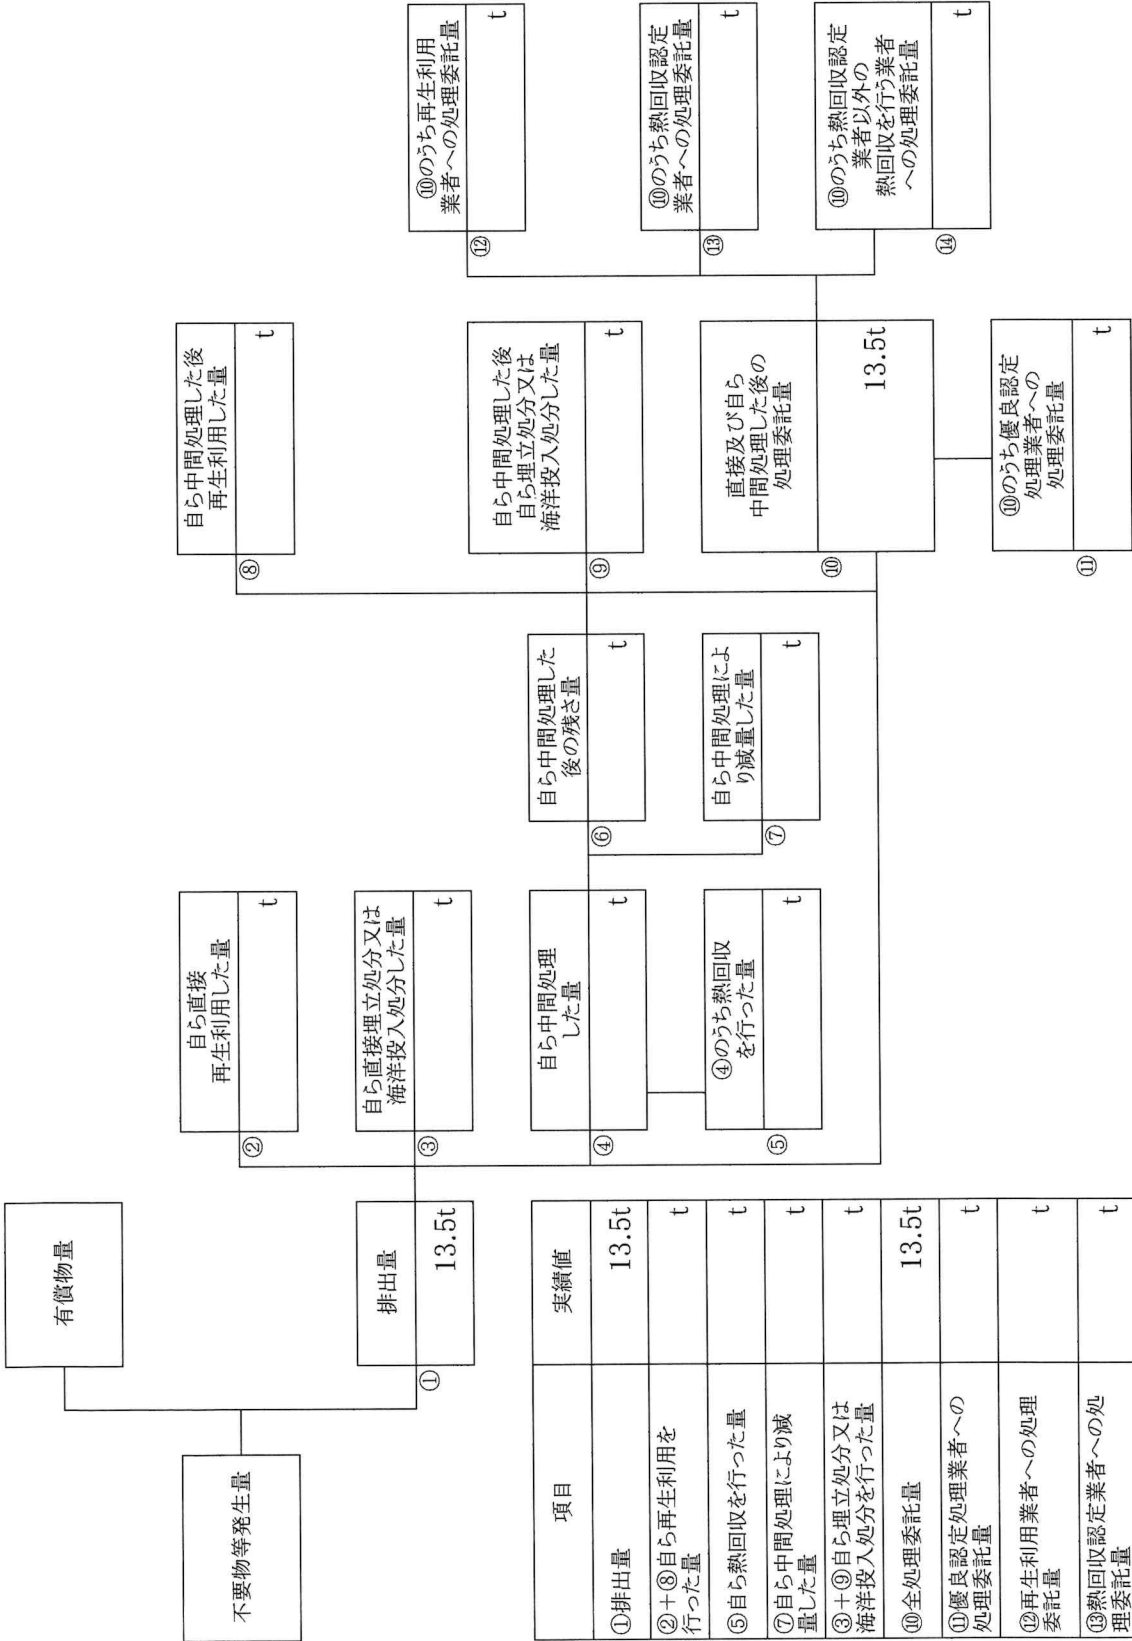 不要物等発生量
有償物量
①
排出量
13.5t
②
自ら直接
再生利用した量
t
③
自ら直接埋立処分又は
海洋投入処分した量
t
④
自ら中間処理
した量
t
⑤
④のうち熱回収
を行った量
t
⑥
自ら中間処理した
後の残さ量
t
⑦
自ら中間処理によ
り減量した量
t
⑧
自ら中間処理した後
再生利用した量
t
⑨
自ら中間処理した後
自ら埋立処分又は
海洋投入処分した量
t
⑩
直接及び自ら
中間処理した後の
処理委託量
13.5t
⑪
⑩のうち優良認定
処理業者への
処理委託量
t
⑫
⑩のうち再生利用
業者への処理委託量
t
⑬
⑩のうち熱回収認定
業者への処理委託量
t
⑭
⑩のうち熱回収認定
業者以外の
熱回収を行う業者
への処理委託量
t
項目 実績値
①排出量 13.5t
②+⑧自ら再生利用を
行った量 t
⑤自ら熱回収を行った量 t
⑦自ら中間処理により減
量した量 t
③+⑨自ら埋立処分又は
海洋投入処分を行った量 t
⑩全処理委託量 13.5t
⑪優良認定処理業者への
処理委託量 t
⑫再生利用業者への処理
委託量 t
⑬熱回収認定業者への処
理委託量 t